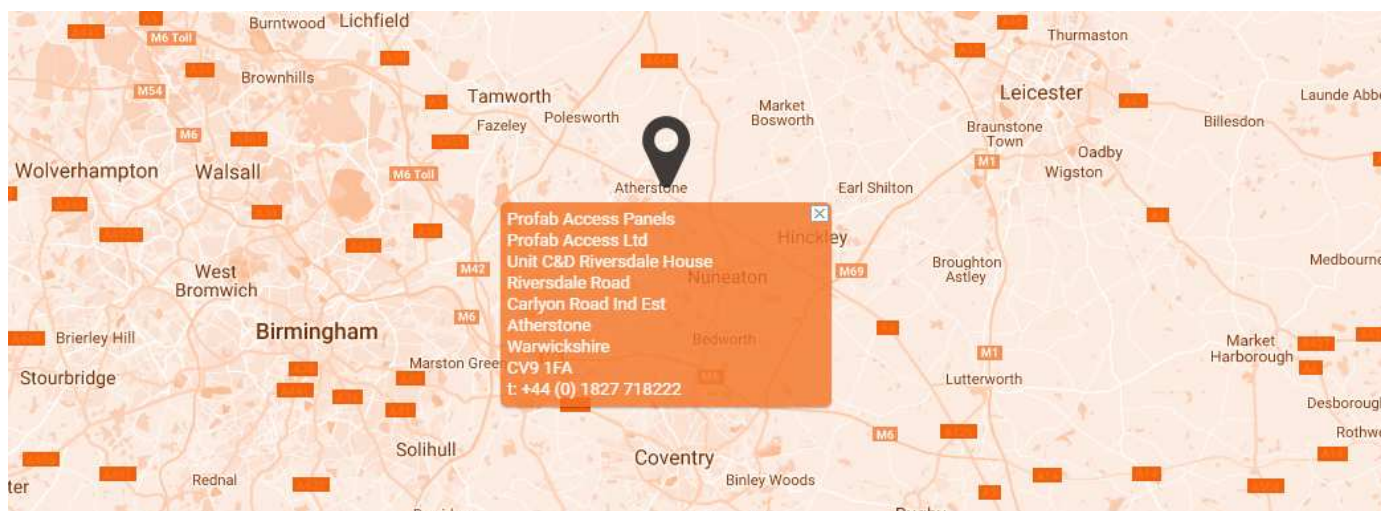 Burntwood
Lichfield
M6 Toll
Thurmaston
Brownhills
M54
Tamworth
Leicester
Launde Abbe
Polesworth
Market
Bosworth
Fazeley
Billesdon
M6
Braunstone
Town
Oadby
M1
Wigston
Wolverhampton
Walsall
M6 Toll
Atherstone
Earl Shilton
Profab Access Panels
Profab Access Ltd
Unit C&D Riversdale House
Riversdale Road
Carlyon Road Ind Est
Atherstone
Warwickshire
CV9 1FA
t: +44 (0) 1827 718222
Hinckley
Nuneaton
Bedworth
M42
M69
Broughton
Astley
Medbourne
West
Bromwich
M6
Birmingham
Brierley Hill
Marston Green
Market
Harborough
M1
Stourbridge
Lutterworth
Desboroug
M6
Rothwe
Solihull
Coventry
Rednal
Binley Woods
ter